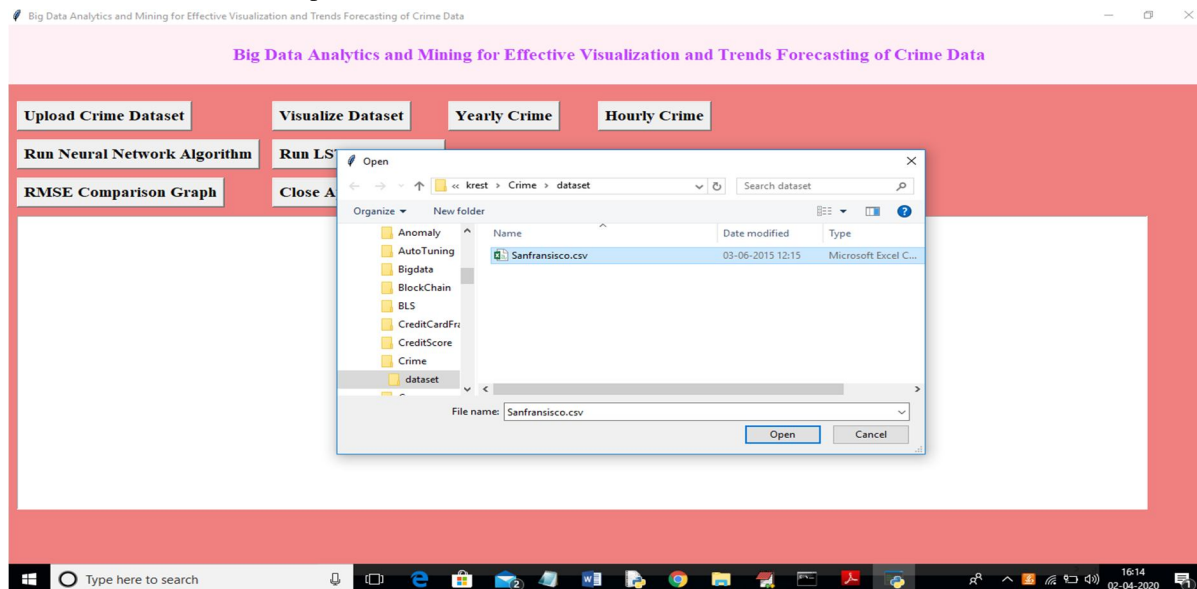 Big Data Analytics and Mining for Effective Visualization and Trends Forecasting of Crime Data
Big Data Analytics and Mining for Effective Visualization and Trends Forecasting of Crime Data
Upload Crime Dataset Visualize Dataset Yearly Crime Hourly Crime
Run Neural Network Algorithm Run LS
RMSE Comparison Graph Close A
Open
« krest › Crime › dataset Search dataset
Organize New folder
Name Date modified Type
Sanfransisco.csv 03-06-2015 12:15 Microsoft Excel C...
Anomaly
AutoTuning
Bigdata
BlockChain
BLS
CreditCardFra
CreditScore
Crime
dataset
File name: Sanfransisco.csv
Open Cancel
Type here to search
16:14
02-04-2020